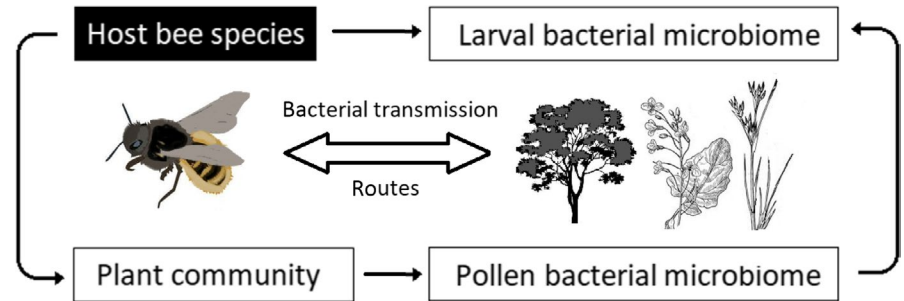 Host bee species
Larval bacterial microbiome
Bacterial transmission
Routes
Plant community
Pollen bacterial microbiome